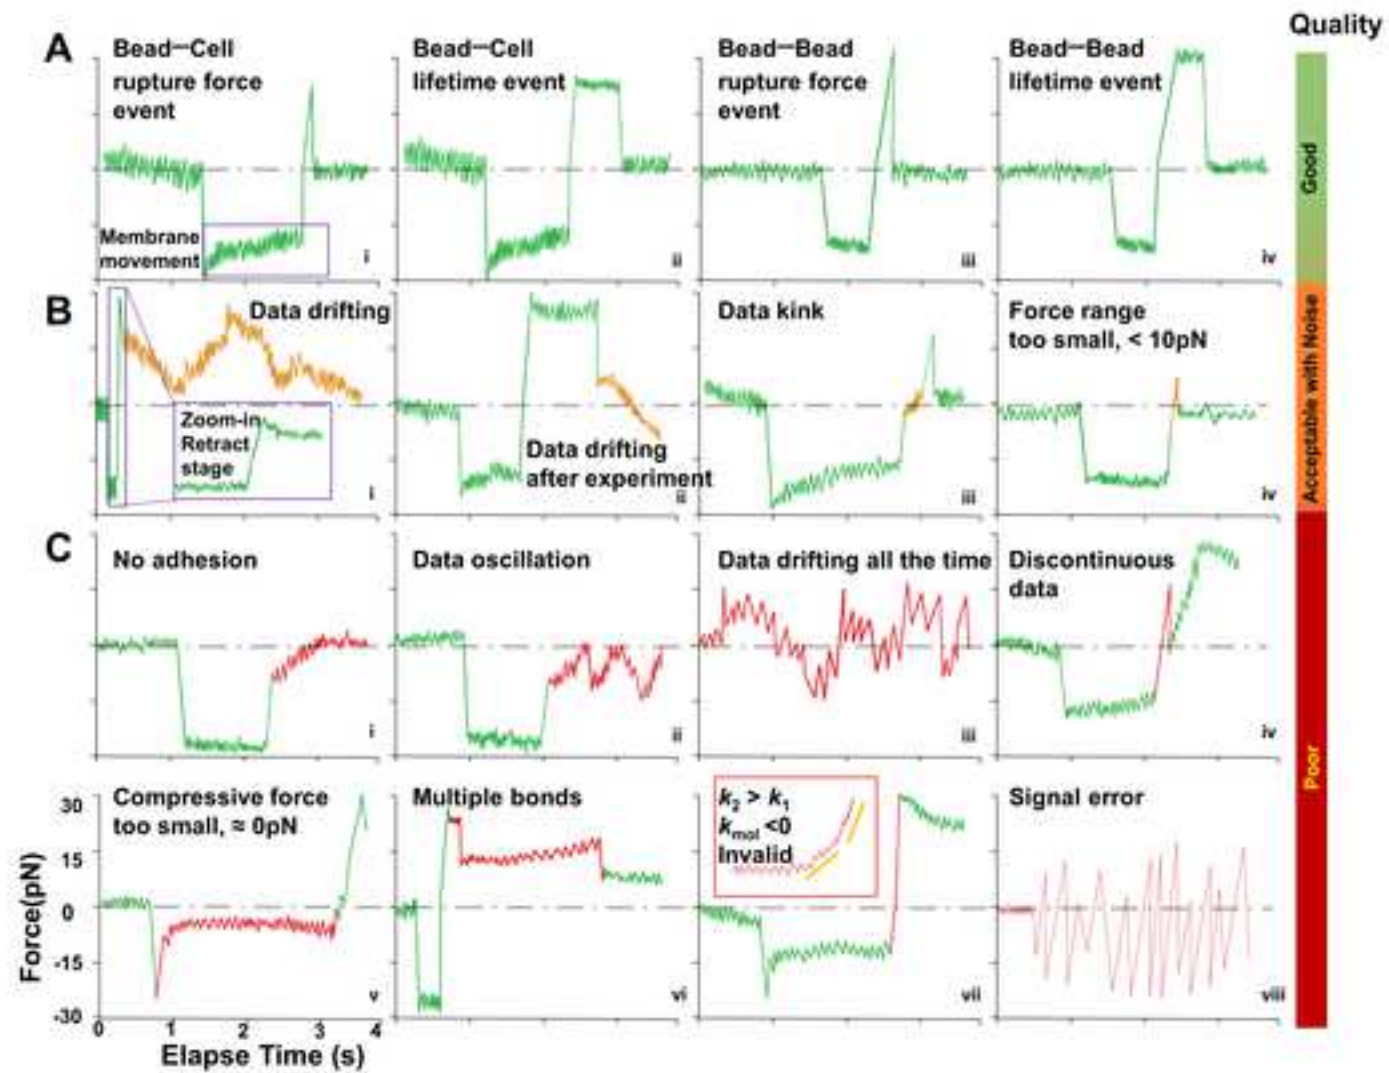 Quality
A
Bead–Cell
rupture force
event
Membrane
movement
i
Bead–Cell
lifetime event
ii
Bead–Bead
rupture force
event
iii
Bead–Bead
lifetime event
iv
Good
B
Data drifting
Zoom-in
Retract
stage
i
Data drifting
after experiment
ii
Data kink
iii
Force range
too small, < 10pN
iv
Acceptable with Noise
C
No adhesion
i
Data oscillation
ii
Data drifting all the time
iii
Discontinuous
data
iv
Poor
Compressive force
too small, ≈ 0pN
v
Multiple bonds
vi
k2 > k1
kmol <0
Invalid
vii
Signal error
viii
30
15
0
-15
-30
Force(pN)
0 1 2 3 4
Elapse Time (s)